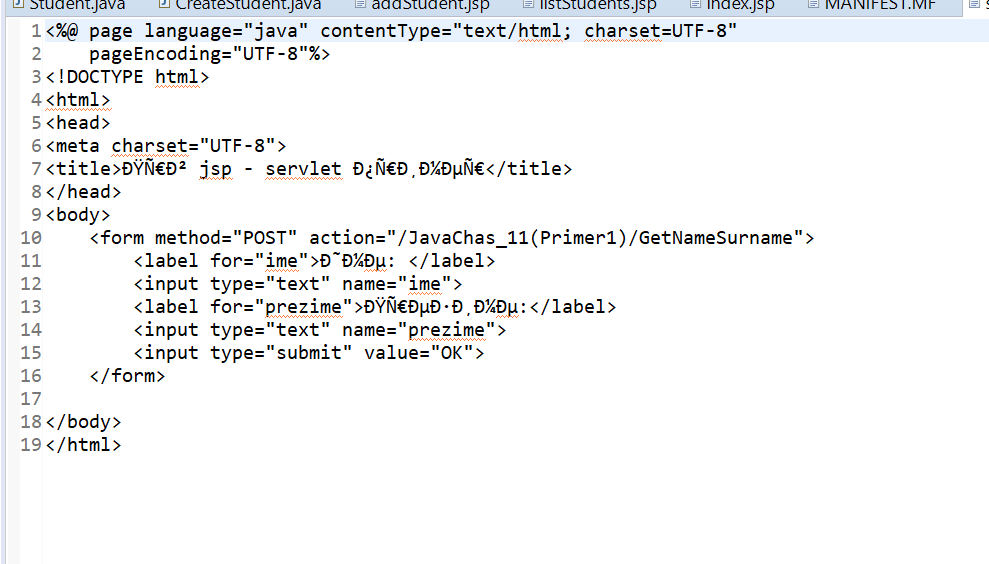 Student.java CreateStudent.java addStudent.jsp listStudents.jsp index.jsp MANIFEST.MF
1 <%@ page language="java" contentType="text/html; charset=UTF-8"
2     pageEncoding="UTF-8"%>
3 <!DOCTYPE html>
4 <html>
5 <head>
6 <meta charset="UTF-8">
7 <title>ÐŸÑ€Ð² jsp - servlet Ð¿Ñ€Ð¸Ð¼ÐµÑ€</title>
8 </head>
9 <body>
10     <form method="POST" action="/JavaChas_11(Primer1)/GetNameSurname">
11         <label for="ime">Ð˜Ð¼Ðµ: </label>
12         <input type="text" name="ime">
13         <label for="prezime">ÐŸÑ€ÐµÐ·Ð¸Ð¼Ðµ:</label>
14         <input type="text" name="prezime">
15         <input type="submit" value="OK">
16     </form>
17
18 </body>
19 </html>